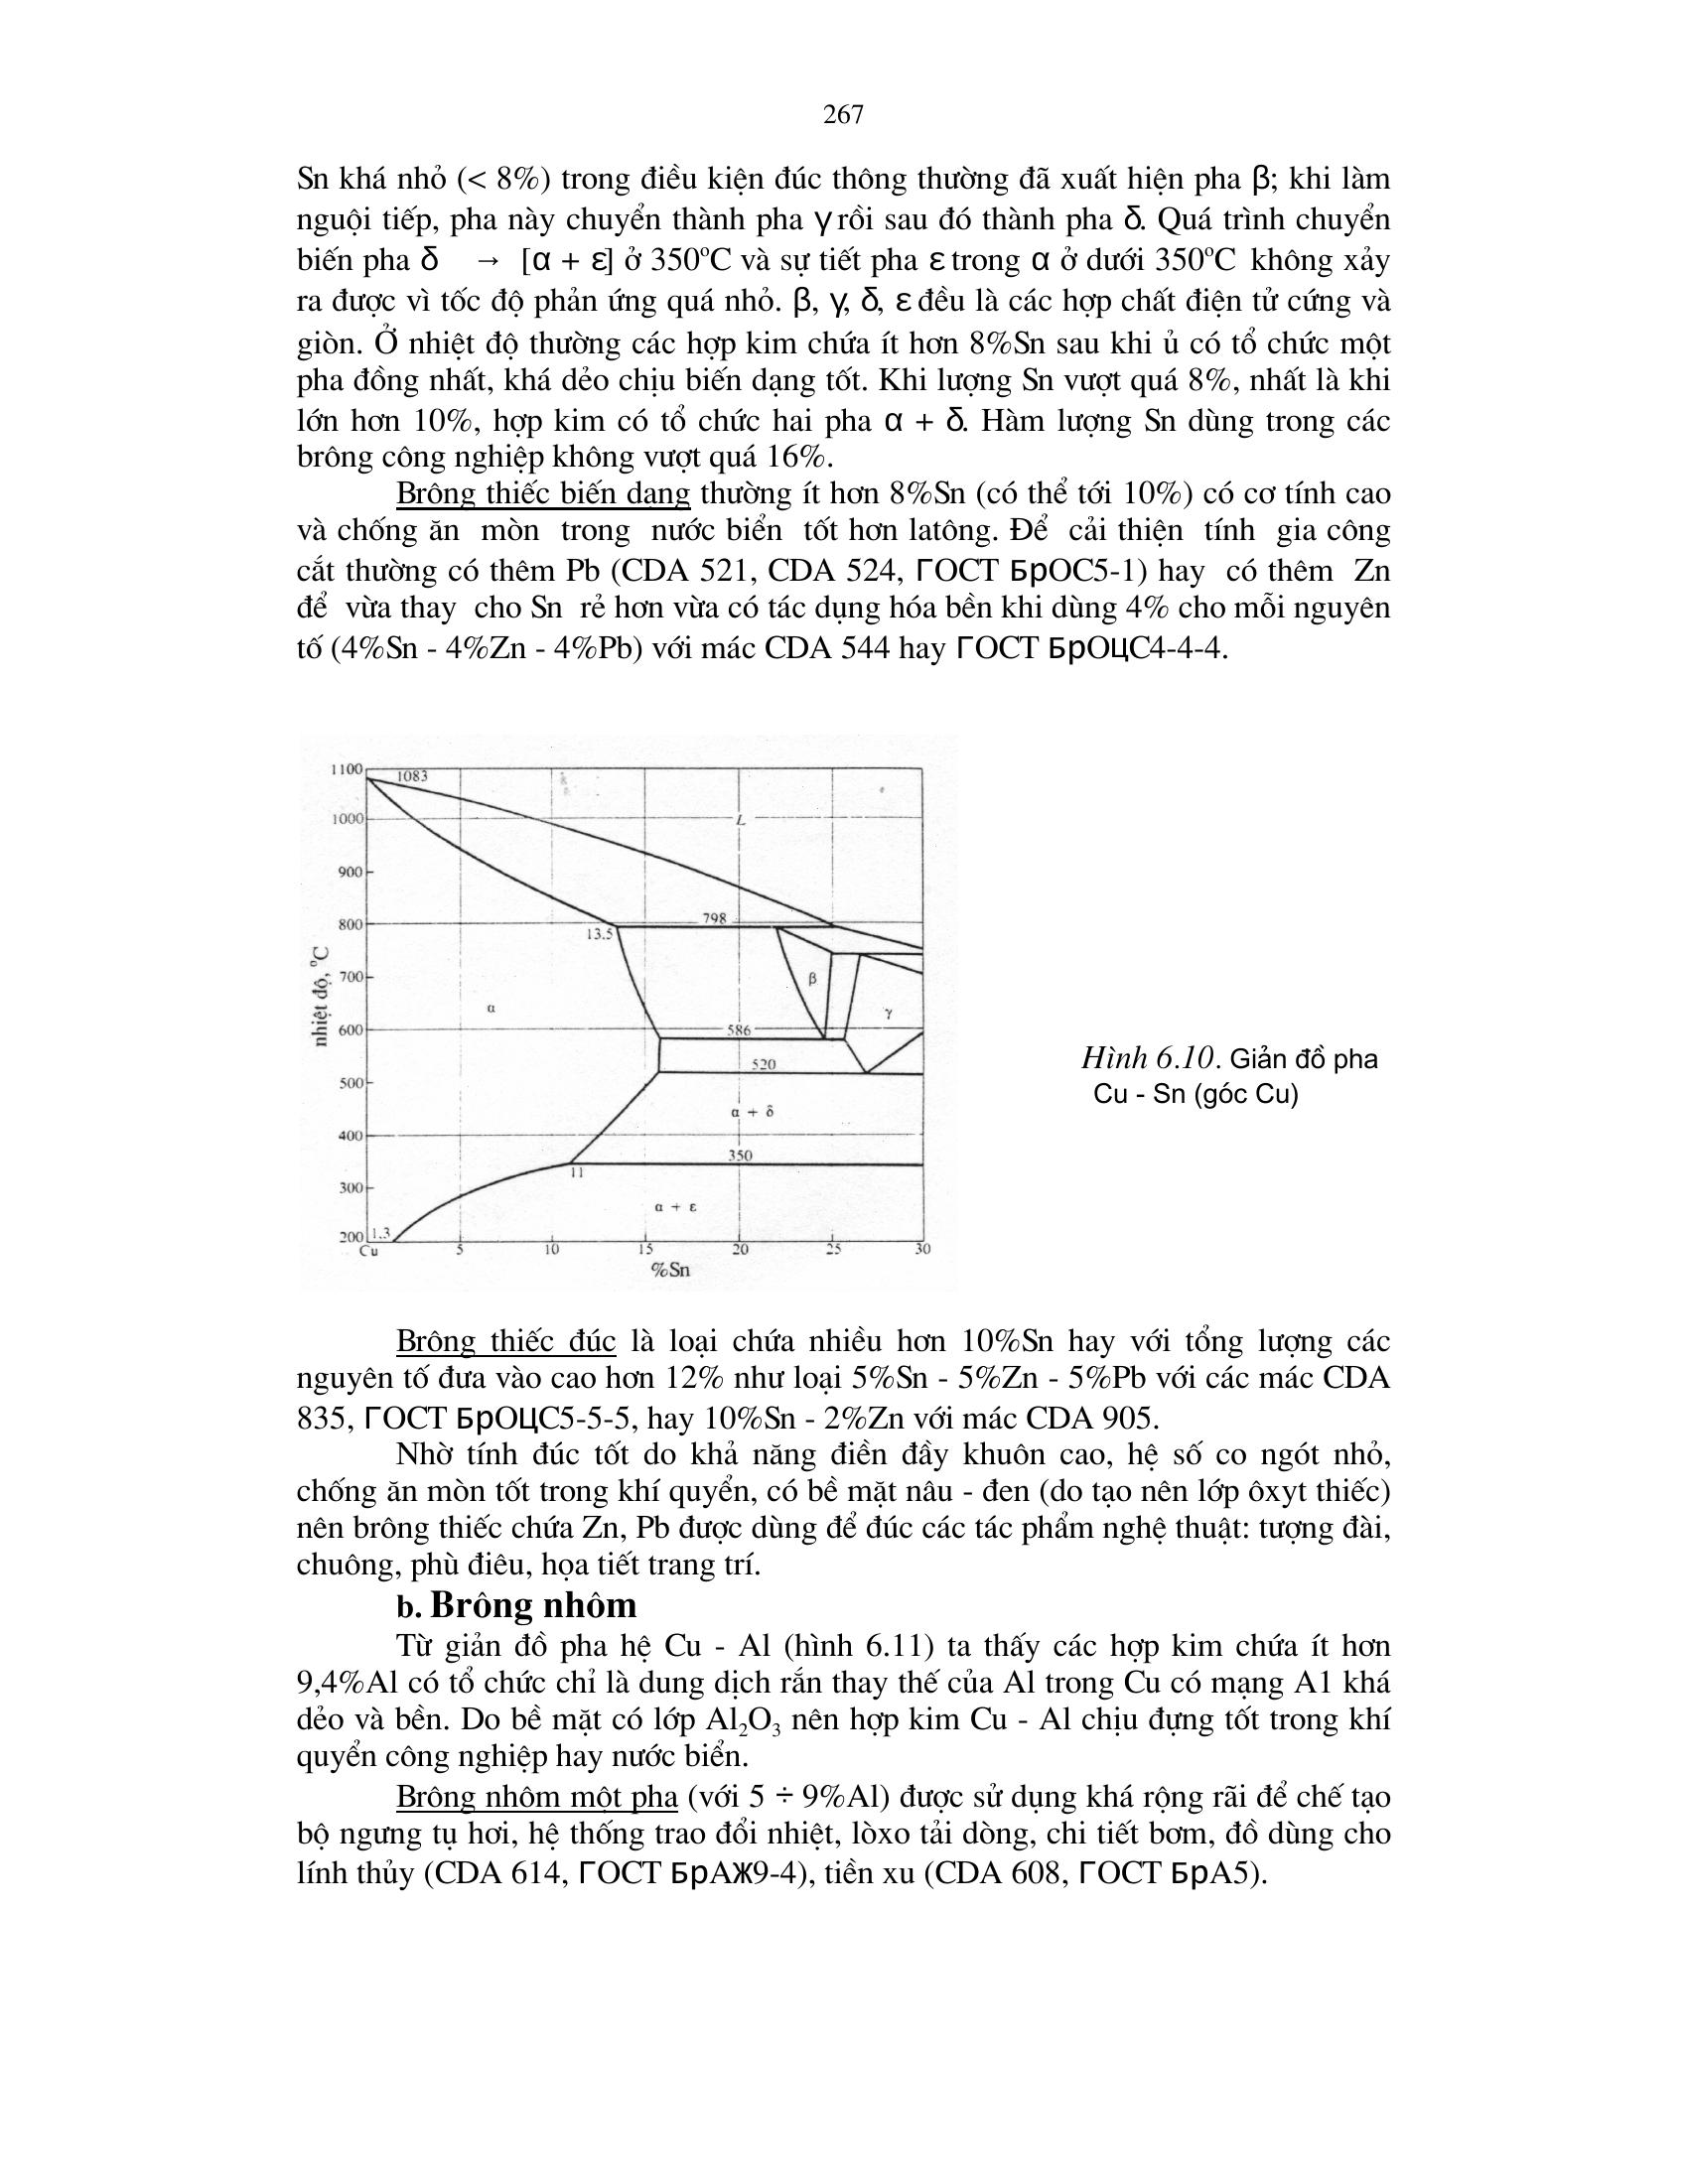 267
Sn khá nhỏ (< 8%) trong điều kiện đúc thông thường đã xuất hiện pha β; khi làm
nguội tiếp, pha này chuyển thành pha γ rồi sau đó thành pha δ. Quá trình chuyển
biến pha δ → [α + ε] ở 350ºC và sự tiết pha ε trong α ở dưới 350ºC không xảy
ra được vì tốc độ phản ứng quá nhỏ. β, γ, δ, ε đều là các hợp chất điện tử cứng và
giòn. Ở nhiệt độ thường các hợp kim chứa ít hơn 8%Sn sau khi ủ có tổ chức một
pha đồng nhất, khá dẻo chịu biến dạng tốt. Khi lượng Sn vượt quá 8%, nhất là khi
lớn hơn 10%, hợp kim có tổ chức hai pha α + δ. Hàm lượng Sn dùng trong các
brông công nghiệp không vượt quá 16%.
Brông thiếc biến dạng thường ít hơn 8%Sn (có thể tới 10%) có cơ tính cao
và chống ăn mòn trong nước biển tốt hơn latông. Để cải thiện tính gia công
cắt thường có thêm Pb (CDA 521, CDA 524, ГOCT БpOC5-1) hay có thêm Zn
để vừa thay cho Sn rẻ hơn vừa có tác dụng hóa bền khi dùng 4% cho mỗi nguyên
tố (4%Sn - 4%Zn - 4%Pb) với mác CDA 544 hay ГOCT БpOЦC4-4-4.
1100
1083
1000
L
900
800
798
13.5
700
β
α
γ
600
586
520
500
α + δ
400
350
11
300
α + ε
200
1.3
Cu
5
10
15
20
25
30
nhiệt độ, ºC
%Sn
Hình 6.10. Giản đồ pha
Cu - Sn (góc Cu)
Brông thiếc đúc là loại chứa nhiều hơn 10%Sn hay với tổng lượng các
nguyên tố đưa vào cao hơn 12% như loại 5%Sn - 5%Zn - 5%Pb với các mác CDA
835, ГOCT БpOЦC5-5-5, hay 10%Sn - 2%Zn với mác CDA 905.
Nhờ tính đúc tốt do khả năng điền đầy khuôn cao, hệ số co ngót nhỏ,
chống ăn mòn tốt trong khí quyển, có bề mặt nâu - đen (do tạo nên lớp ôxyt thiếc)
nên brông thiếc chứa Zn, Pb được dùng để đúc các tác phẩm nghệ thuật: tượng đài,
chuông, phù điêu, họa tiết trang trí.
b. Brông nhôm
Từ giản đồ pha hệ Cu - Al (hình 6.11) ta thấy các hợp kim chứa ít hơn
9,4%Al có tổ chức chỉ là dung dịch rắn thay thế của Al trong Cu có mạng A1 khá
dẻo và bền. Do bề mặt có lớp Al₂O₃ nên hợp kim Cu - Al chịu đựng tốt trong khí
quyển công nghiệp hay nước biển.
Brông nhôm một pha (với 5 ÷ 9%Al) được sử dụng khá rộng rãi để chế tạo
bộ ngưng tụ hơi, hệ thống trao đổi nhiệt, lòxo tải dòng, chi tiết bơm, đồ dùng cho
lính thủy (CDA 614, ГOCT БpAЖ9-4), tiền xu (CDA 608, ГOCT БpA5).